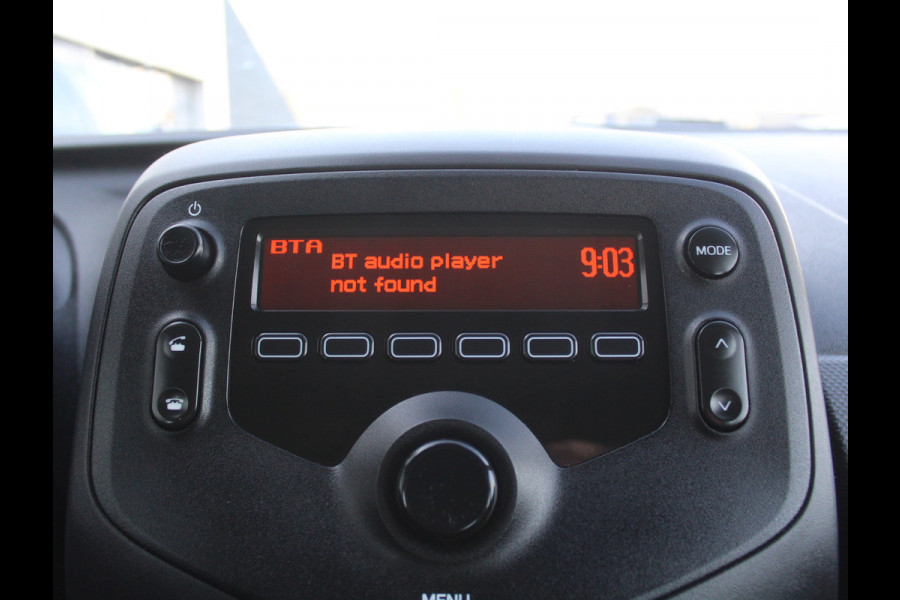 BTA
BT audio player
not found
9:03
MODE
MENU